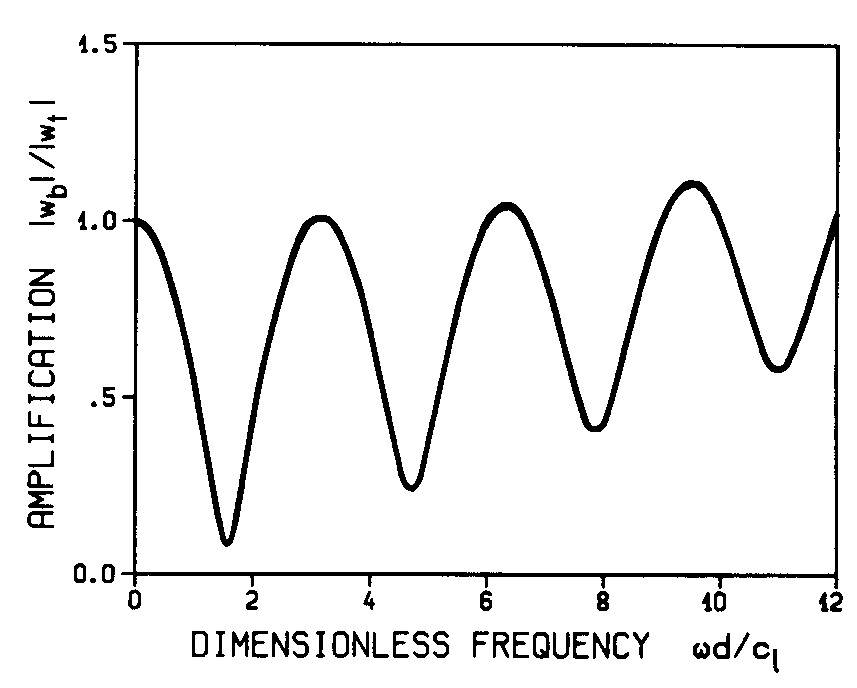 1.5
1.0
.5
0.0
AMPLIFICATION |w_b|/|w_t|
0 2 4 6 8 10 12
DIMENSIONLESS FREQUENCY ωd/c_l